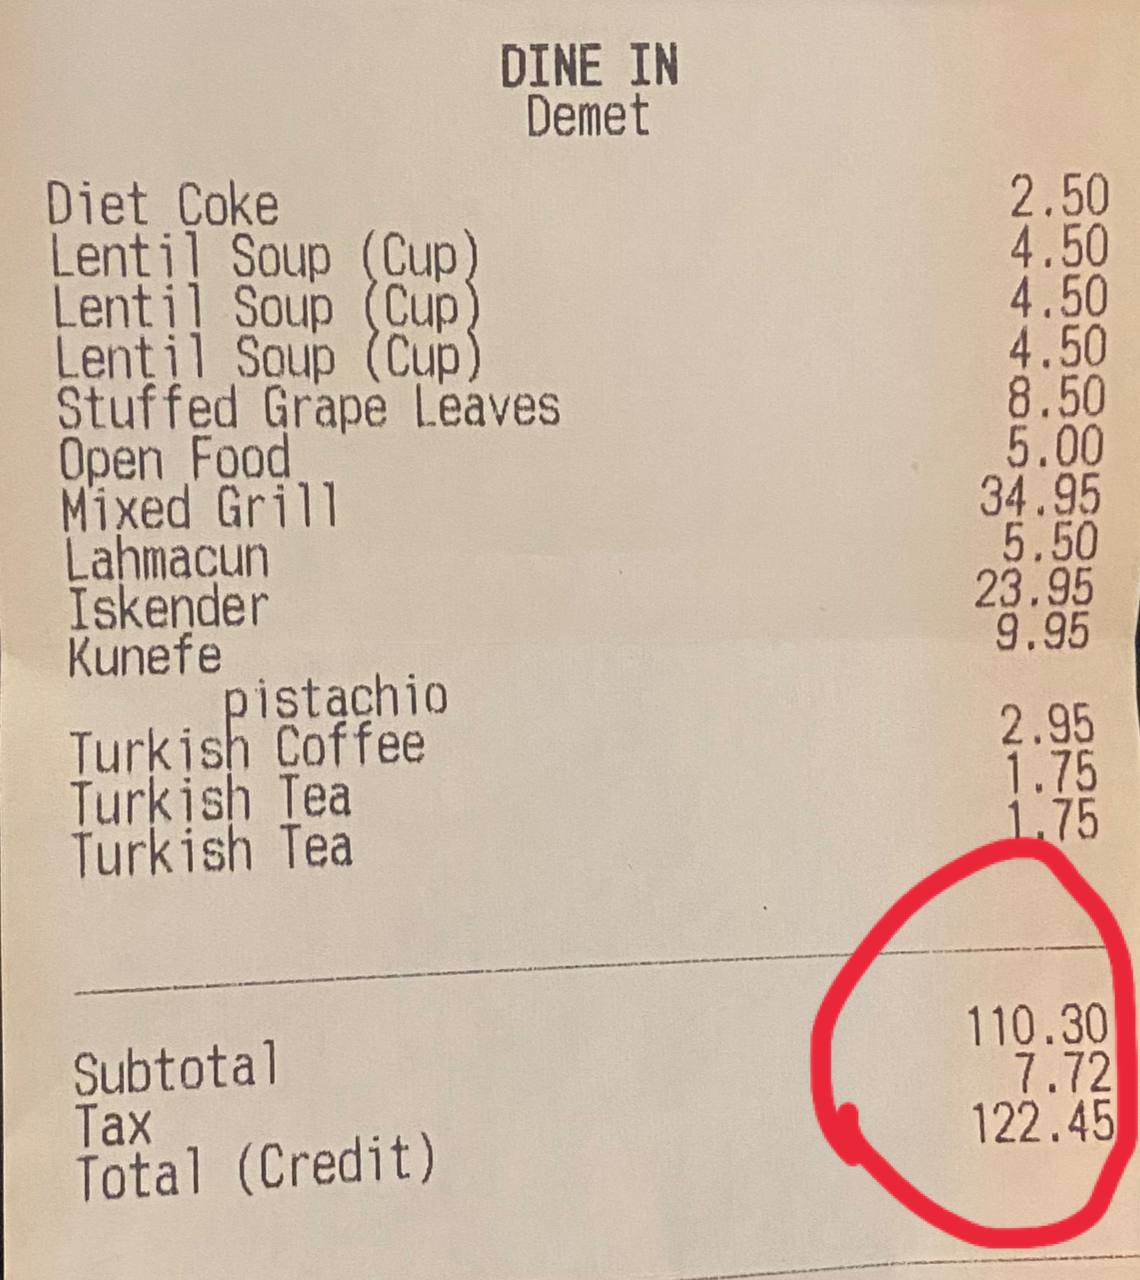 DINE IN
Demet
Diet Coke 2.50
Lentil Soup (Cup) 4.50
Lentil Soup (Cup) 4.50
Lentil Soup (Cup) 4.50
Stuffed Grape Leaves 8.50
Open Food 5.00
Mixed Grill 34.95
Lahmacun 5.50
Iskender 23.95
Kunefe 9.95
pistachio
Turkish Coffee 2.95
Turkish Tea 1.75
Turkish Tea 1.75
Subtotal 110.30
Tax 7.72
Total (Credit) 122.45